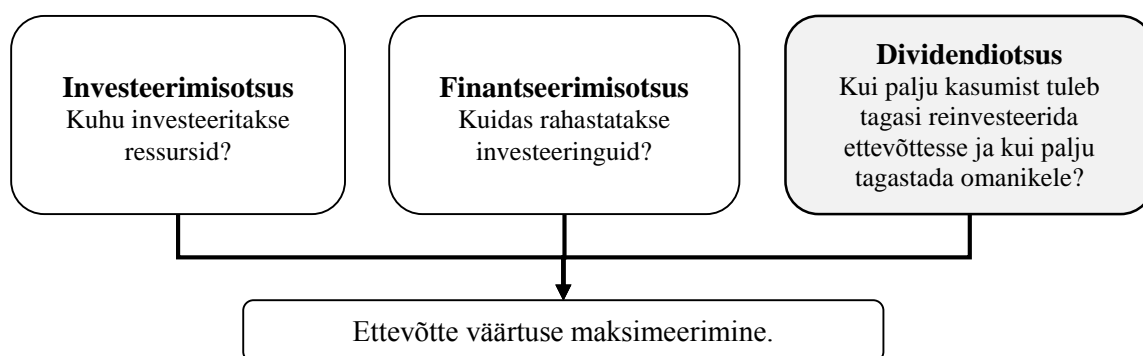 Investeerimisotsus
Kuhu investeeritakse
ressursid?
Finantseerimisotsus
Kuidas rahastatakse
investeeringuid?
Dividendiotsus
Kui palju kasumist tuleb
tagasi reinvesteerida
ettevõttesse ja kui palju
tagastada omanikele?
Ettevõtte väärtuse maksimeerimine.